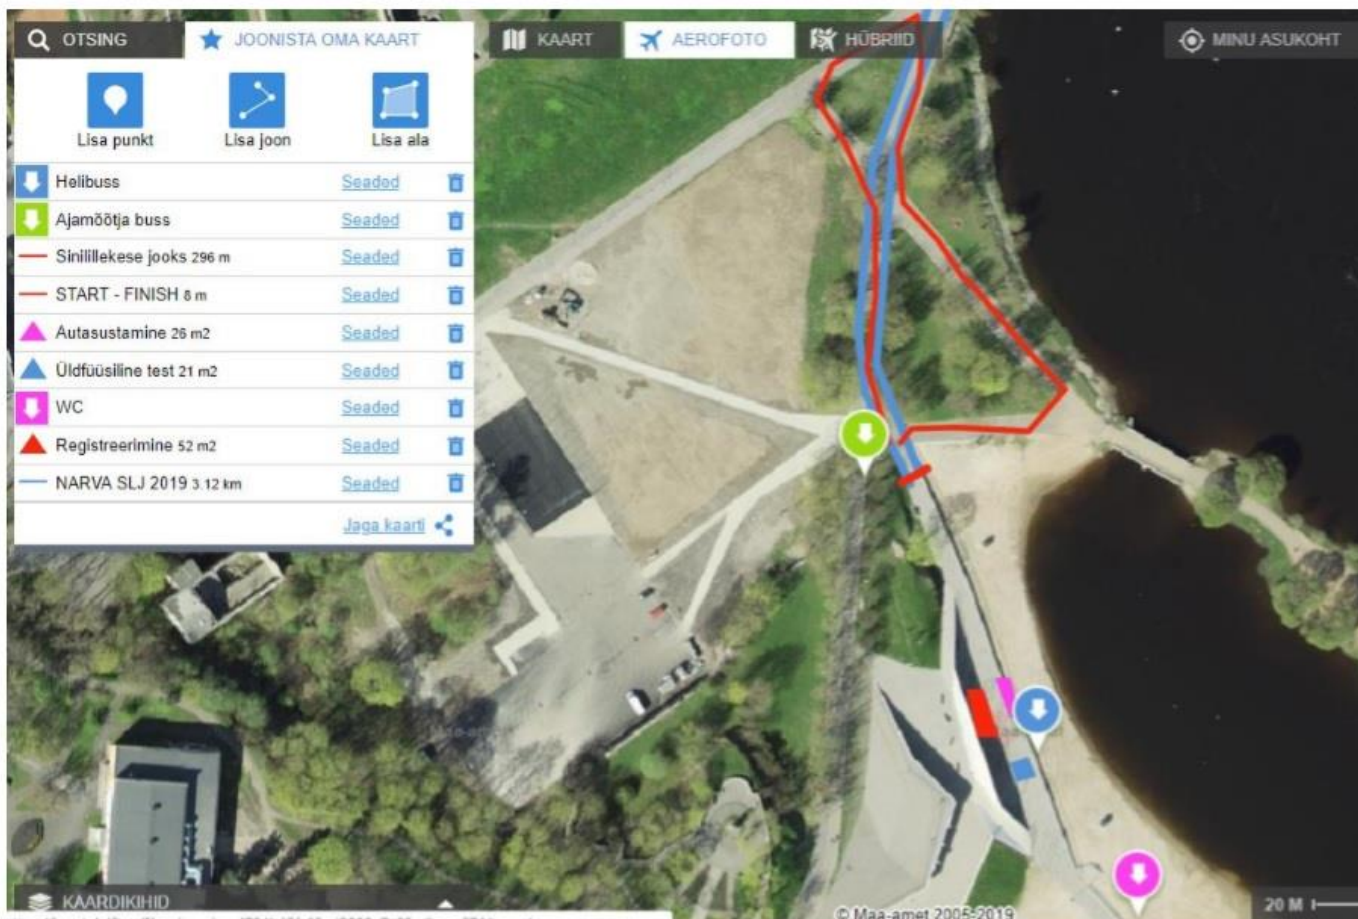 OTSING
JOONISTA OMA KAART
KAART
AEROFOTO
HÜBRIID
MINU ASUKOHT
Lisa punkt
Lisa joon
Lisa ala
Helibuss Seaded
Ajamõõtja buss Seaded
Sinilillekese jooks 296 m Seaded
START - FINISH 8 m Seaded
Autasustamine 26 m2 Seaded
Üldfüüsiline test 21 m2 Seaded
WC Seaded
Registreerimine 52 m2 Seaded
NARVA SLJ 2019 3.12 km Seaded
Jaga kaarti
KAARDIKIHID
© Maa-amet 2005-2019
20 M